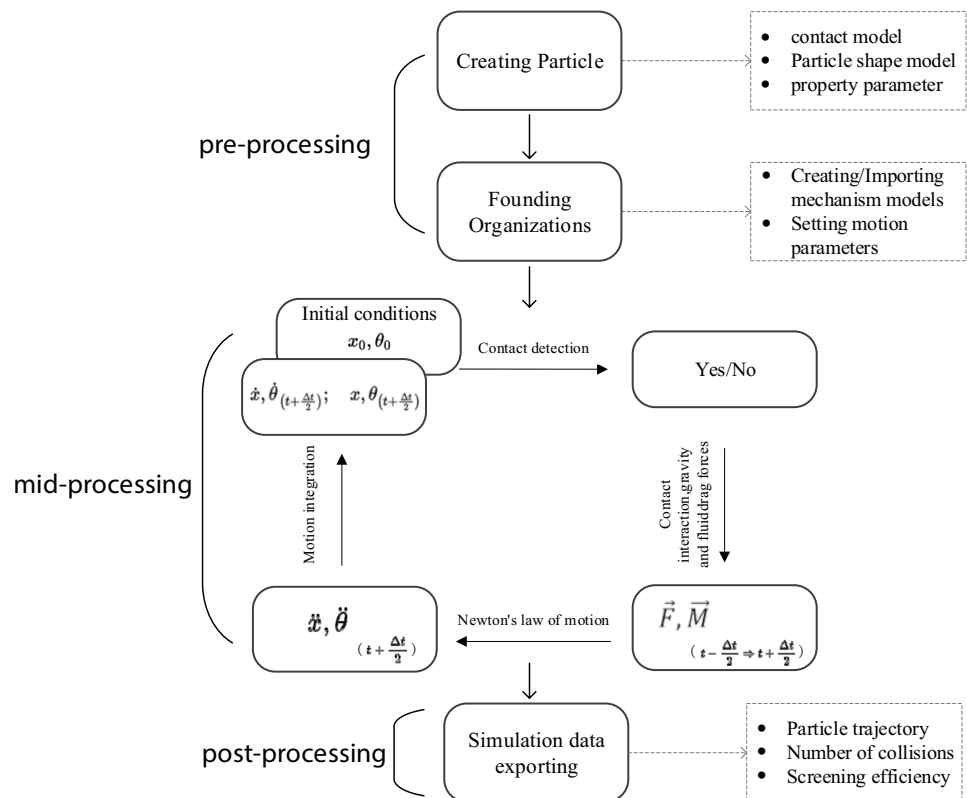 Creating Particle
• contact model
• Particle shape model
• property parameter
pre-processing
Founding
Organizations
• Creating/Importing
mechanism models
• Setting motion
parameters
Initial conditions
x₀, θ₀
ẋ, θ̇(t+Δt/2); x, θ(t+Δt/2)
Contact detection
Yes/No
mid-processing
Motion integration
Contact
interaction,gravity
and fluiddrag forces
ẍ, θ̈
(t+Δt/2)
Newton's law of motion
F⃗, M⃗
(t−Δt/2⇒t+Δt/2)
post-processing
Simulation data
exporting
• Particle trajectory
• Number of collisions
• Screening efficiency